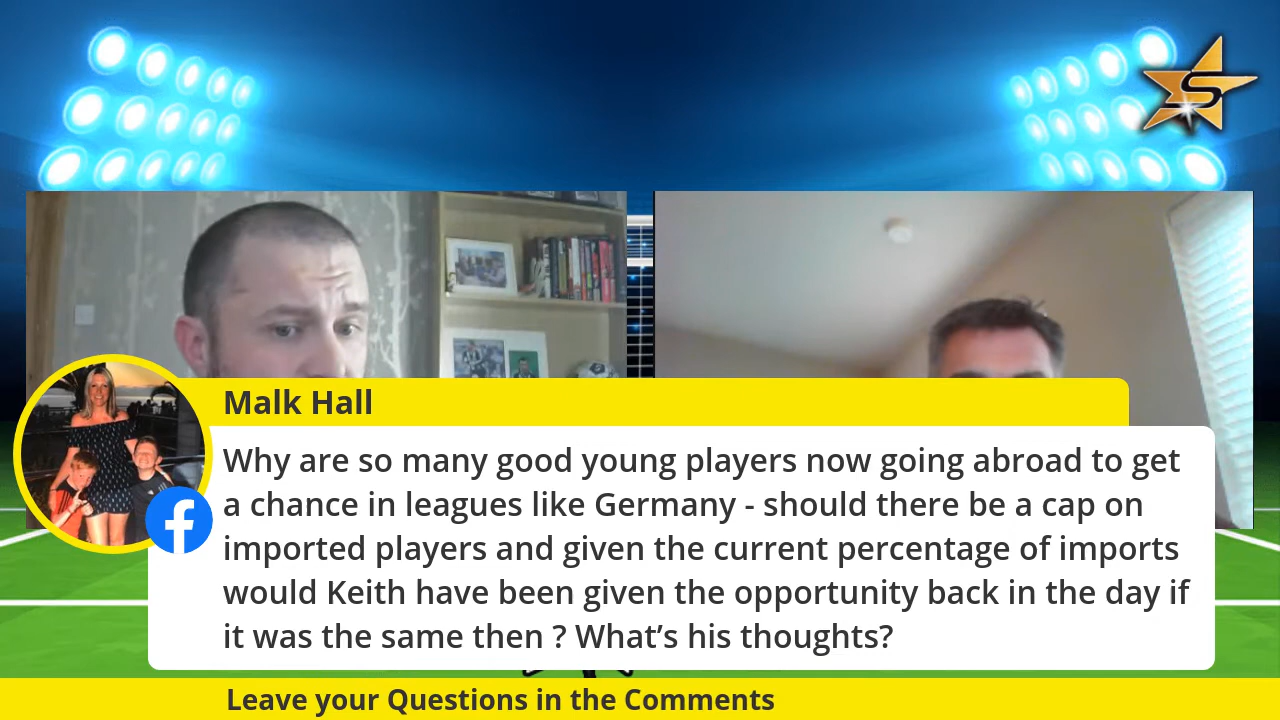 S
Malk Hall
Why are so many good young players now going abroad to get
a chance in leagues like Germany - should there be a cap on
imported players and given the current percentage of imports
would Keith have been given the opportunity back in the day if
it was the same then ? What’s his thoughts?
Leave your Questions in the Comments